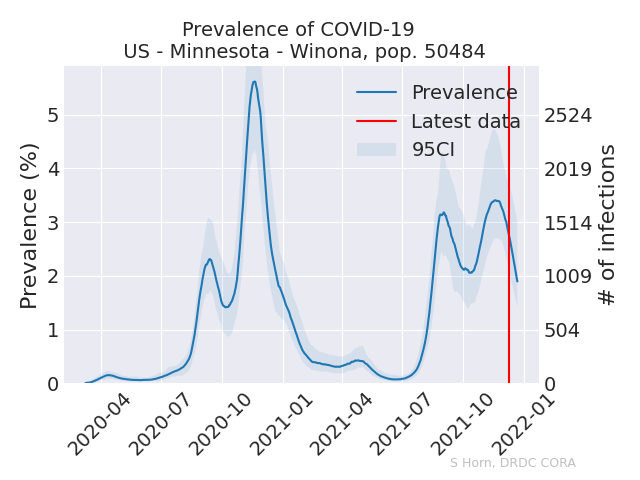 Prevalence of COVID-19
US - Minnesota - Winona, pop. 50484
Prevalence (%)
5
4
3
2
1
0
Prevalence
Latest data
95CI
2524
2019
1514
1009
504
0
# of infections
2020-04
2020-07
2020-10
2021-01
2021-04
2021-07
2021-10
2022-01
S Horn, DRDC CORA